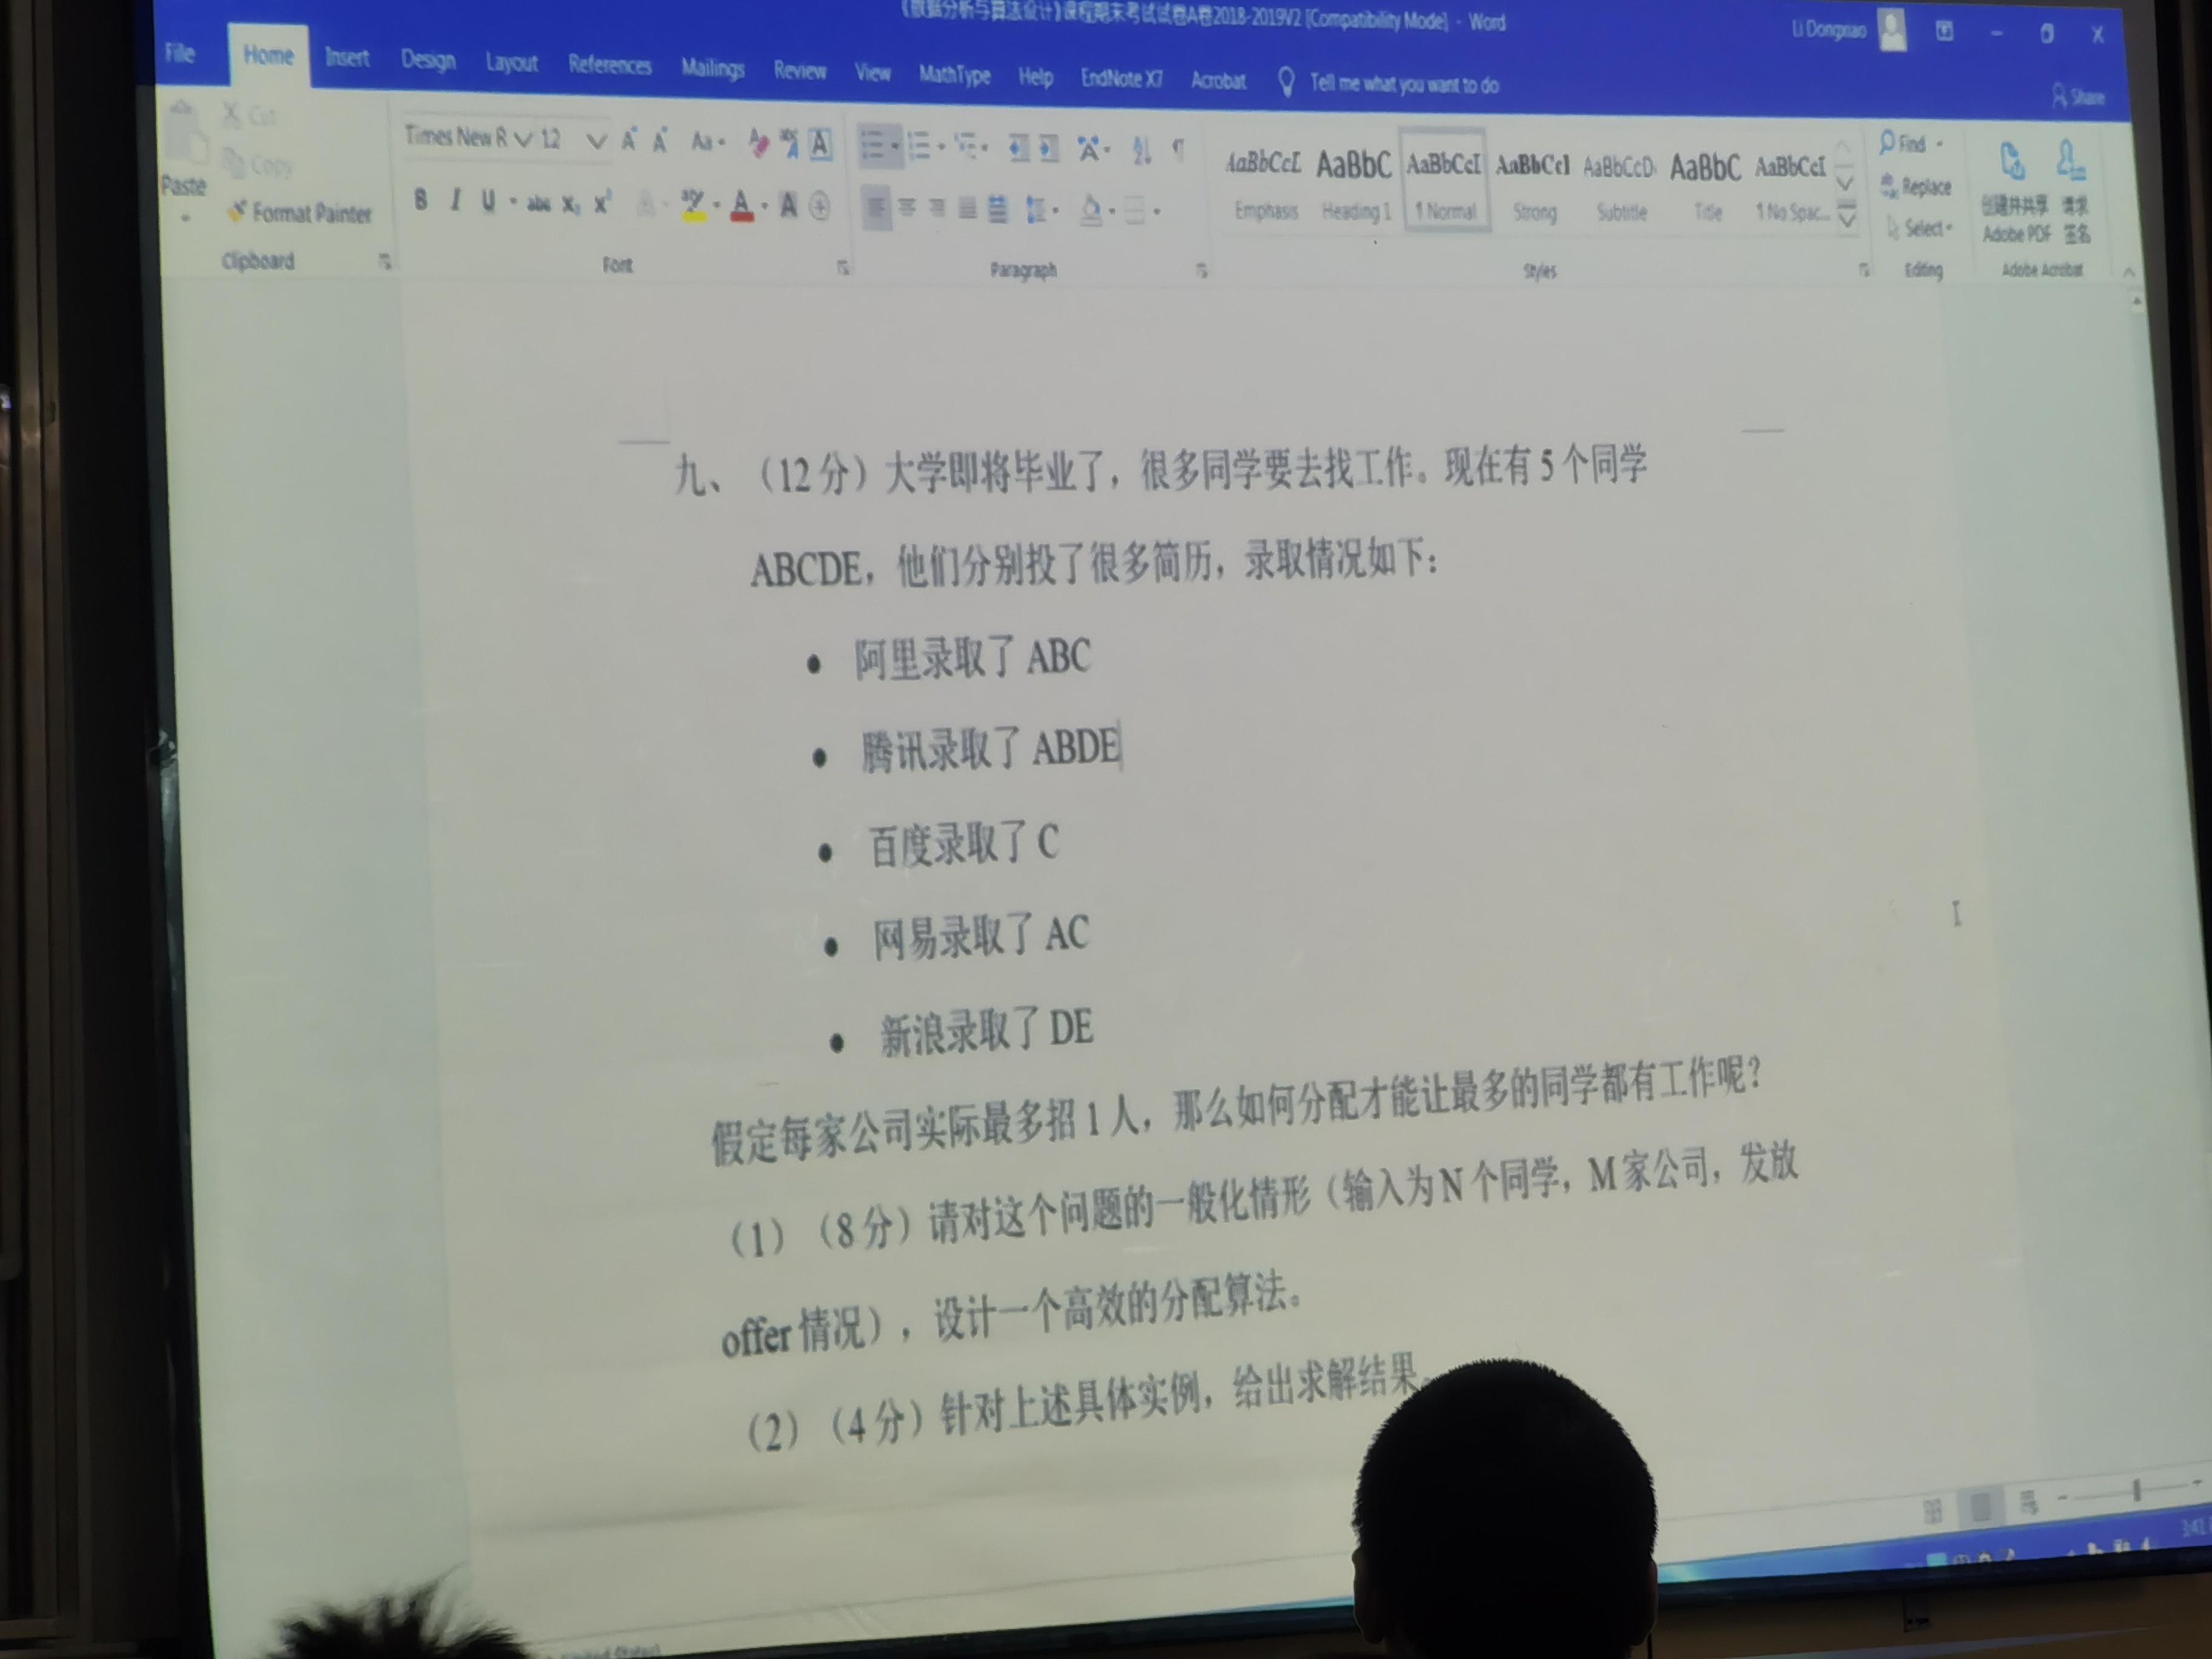 《数据分析与算法设计》课程期末考试试卷A卷2018-2019V2 [Compatibility Mode] - Word
Li Dongxiao
File Home Insert Design Layout References Mailings Review View MathType Help EndNote X7 Acrobat Tell me what you want to do
Share
Paste
Cut
Copy
Format Painter
Clipboard
Times New R 12
Font
Paragraph
AaBbCcL AaBbC AaBbCcI AaBbCcI AaBbCcD AaBbC AaBbCcI
Emphasis Heading 1 ¶ Normal Strong Subtitle Title ¶ No Spac...
Styles
Find
Replace
Select
Editing
创建并共享 请求
Adobe PDF 签名
Adobe Acrobat
九、（12 分）大学即将毕业了，很多同学要去找工作。现在有 5 个同学
ABCDE，他们分别投了很多简历，录取情况如下：
• 阿里录取了 ABC
• 腾讯录取了 ABDE
• 百度录取了 C
• 网易录取了 AC
• 新浪录取了 DE
假定每家公司实际最多招 1 人，那么如何分配才能让最多的同学都有工作呢？
（1）（8 分）请对这个问题的一般化情形（输入为 N 个同学，M 家公司，发放
offer 情况），设计一个高效的分配算法。
（2）（4 分）针对上述具体实例，给出求解结果。